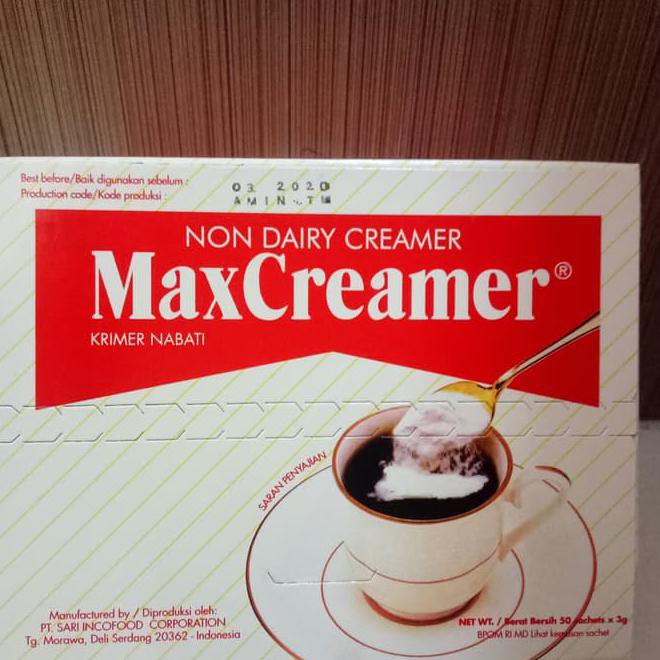 Best before/Baik digunakan sebelum :
03 2020
Production code/Kode produksi :
NON DAIRY CREAMER
MaxCreamer®
KRIMER NABATI
SARAN PENYAJIAN
Manufactured by / Diproduksi oleh:
PT. SARI INCOFOOD CORPORATION
Tg. Morawa, Deli Serdang 20362 - Indonesia
NET WT. / Berat Bersih 50 sachets x 3g
BPOM RI MD Lihat kemasan sachet